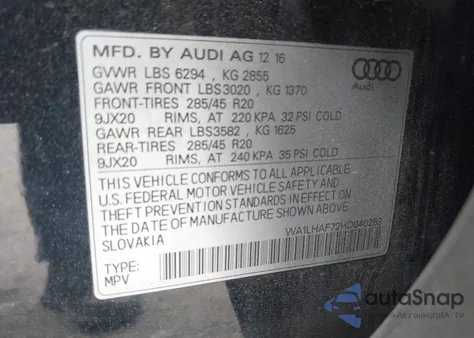 MFD. BY AUDI AG 12 16
GVWR LBS 6294 , KG 2855
GAWR FRONT LBS3020 , KG 1370
FRONT-TIRES 285/45 R20
9JX20 RIMS, AT 220 KPA 32 PSI COLD
GAWR REAR LBS3582 , KG 1625
REAR-TIRES 285/45 R20
9JX20 RIMS, AT 240 KPA 35 PSI COLD
Audi
THIS VEHICLE CONFORMS TO ALL APPLICABLE
U.S. FEDERAL MOTOR VEHICLE SAFETY AND
THEFT PREVENTION STANDARDS IN EFFECT ON
THE DATE OF MANUFACTURE SHOWN ABOVE.
SLOVAKIA
WA1LHAF72HD046263
TYPE:
MPV
autaSnap